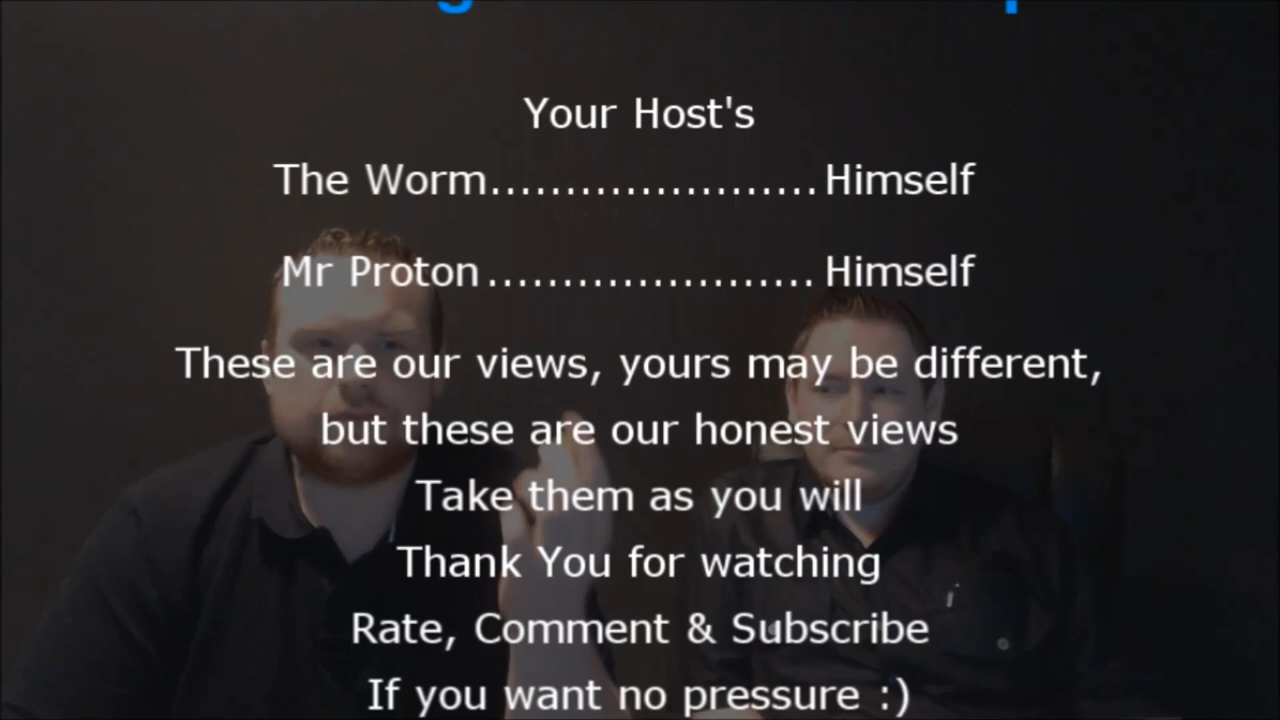 Your Host's
The Worm......................Himself
Mr Proton......................Himself
These are our views, yours may be different,
but these are our honest views
Take them as you will
Thank You for watching
Rate, Comment & Subscribe
If you want no pressure :)